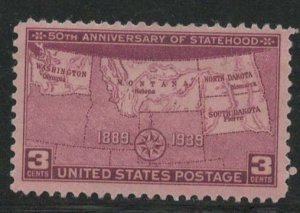 50TH ANNIVERSARY OF STATEHOOD
WASHINGTON
Olympia
MONTANA
Helena
NORTH DAKOTA
Bismarck
SOUTH DAKOTA
Pierre
1889 1939
3 CENTS
3 CENTS
UNITED STATES POSTAGE